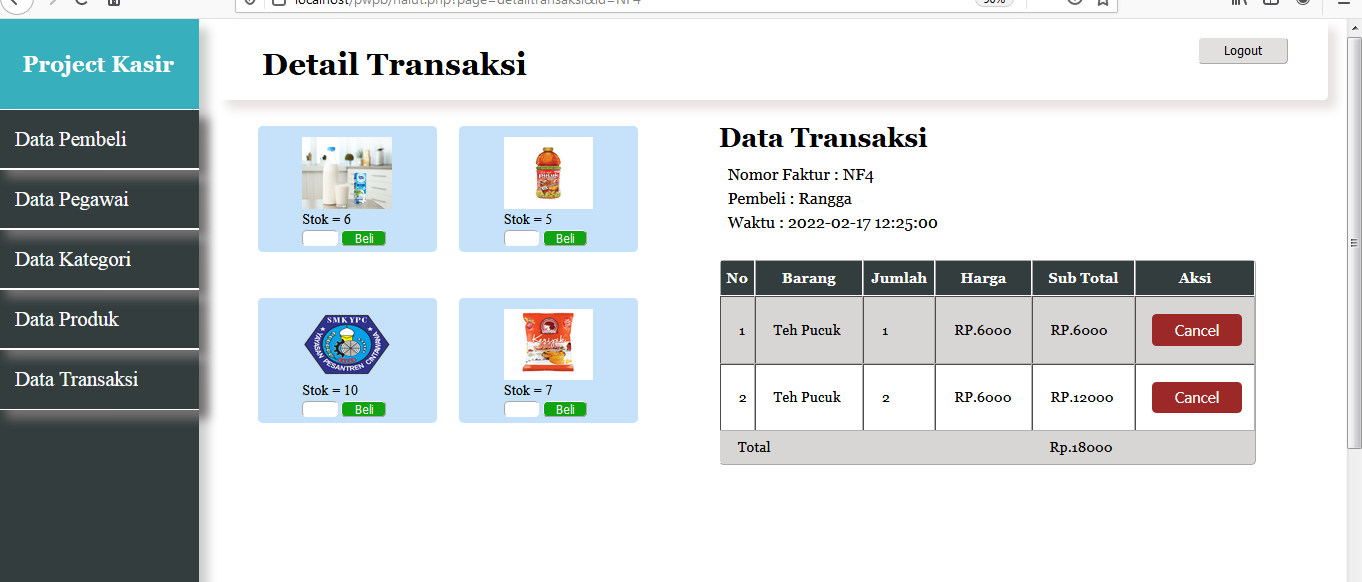 localhost/pwpb/halut.php?page=detailtransaksi&id=NF4
90%
Project Kasir
Data Pembeli
Data Pegawai
Data Kategori
Data Produk
Data Transaksi
Detail Transaksi
Logout
Stok = 6
Beli
Stok = 5
Beli
SMK YPC
YAYASAN PESANTREN CINTAWANA
Stok = 10
Beli
Stok = 7
Beli
Data Transaksi
Nomor Faktur : NF4
Pembeli : Rangga
Waktu : 2022-02-17 12:25:00
No Barang Jumlah Harga Sub Total Aksi
1 Teh Pucuk 1 RP.6000 RP.6000 Cancel
2 Teh Pucuk 2 RP.6000 RP.12000 Cancel
Total Rp.18000